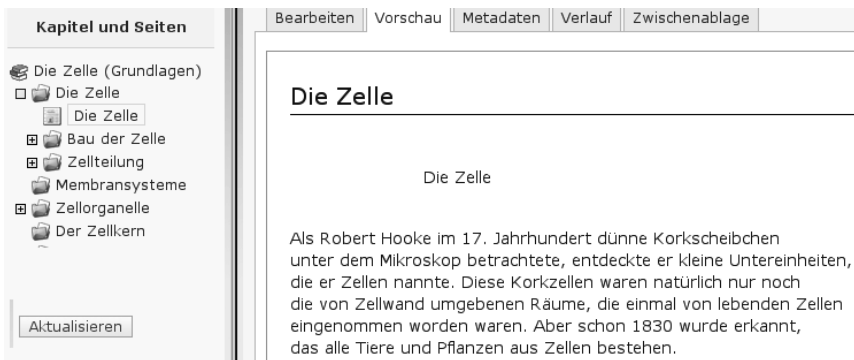 Kapitel und Seiten
Die Zelle (Grundlagen)
Die Zelle
Die Zelle
Bau der Zelle
Zellteilung
Membransysteme
Zellorganelle
Der Zellkern
Aktualisieren
Bearbeiten Vorschau Metadaten Verlauf Zwischenablage
Die Zelle
Die Zelle
Als Robert Hooke im 17. Jahrhundert dünne Korkscheibchen
unter dem Mikroskop betrachtete, entdeckte er kleine Untereinheiten,
die er Zellen nannte. Diese Korkzellen waren natürlich nur noch
die von Zellwand umgebenen Räume, die einmal von lebenden Zellen
eingenommen worden waren. Aber schon 1830 wurde erkannt,
das alle Tiere und Pflanzen aus Zellen bestehen.